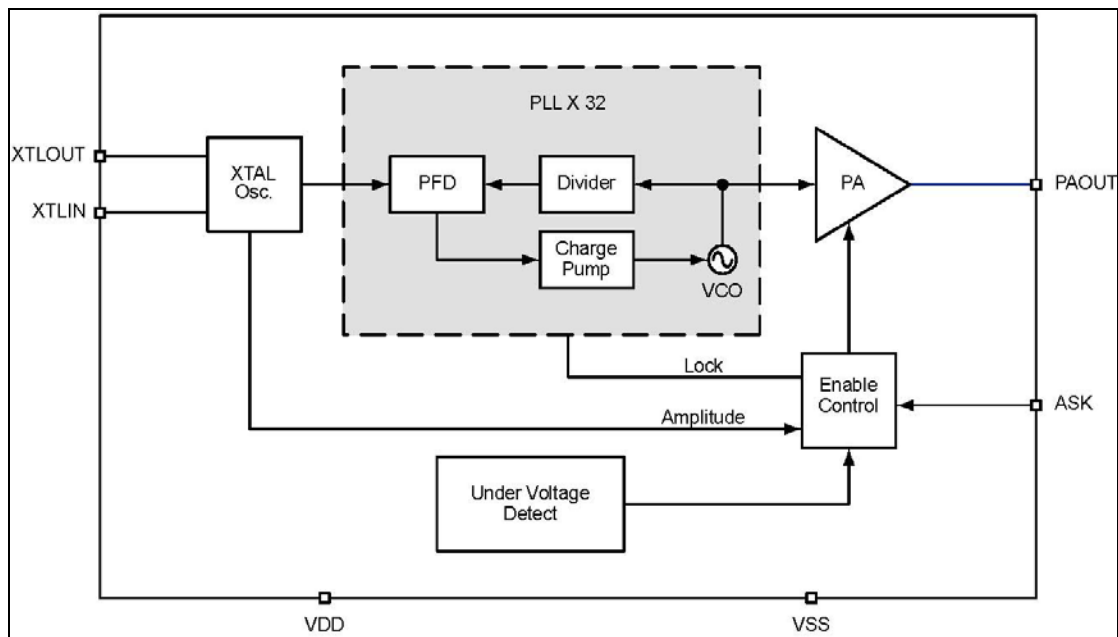 PLL X 32
XTLOUT
XTAL
Osc.
PFD
Divider
PA
PAOUT
XTLIN
Charge
Pump
VCO
Lock
Enable
Control
ASK
Amplitude
Under Voltage
Detect
VDD
VSS